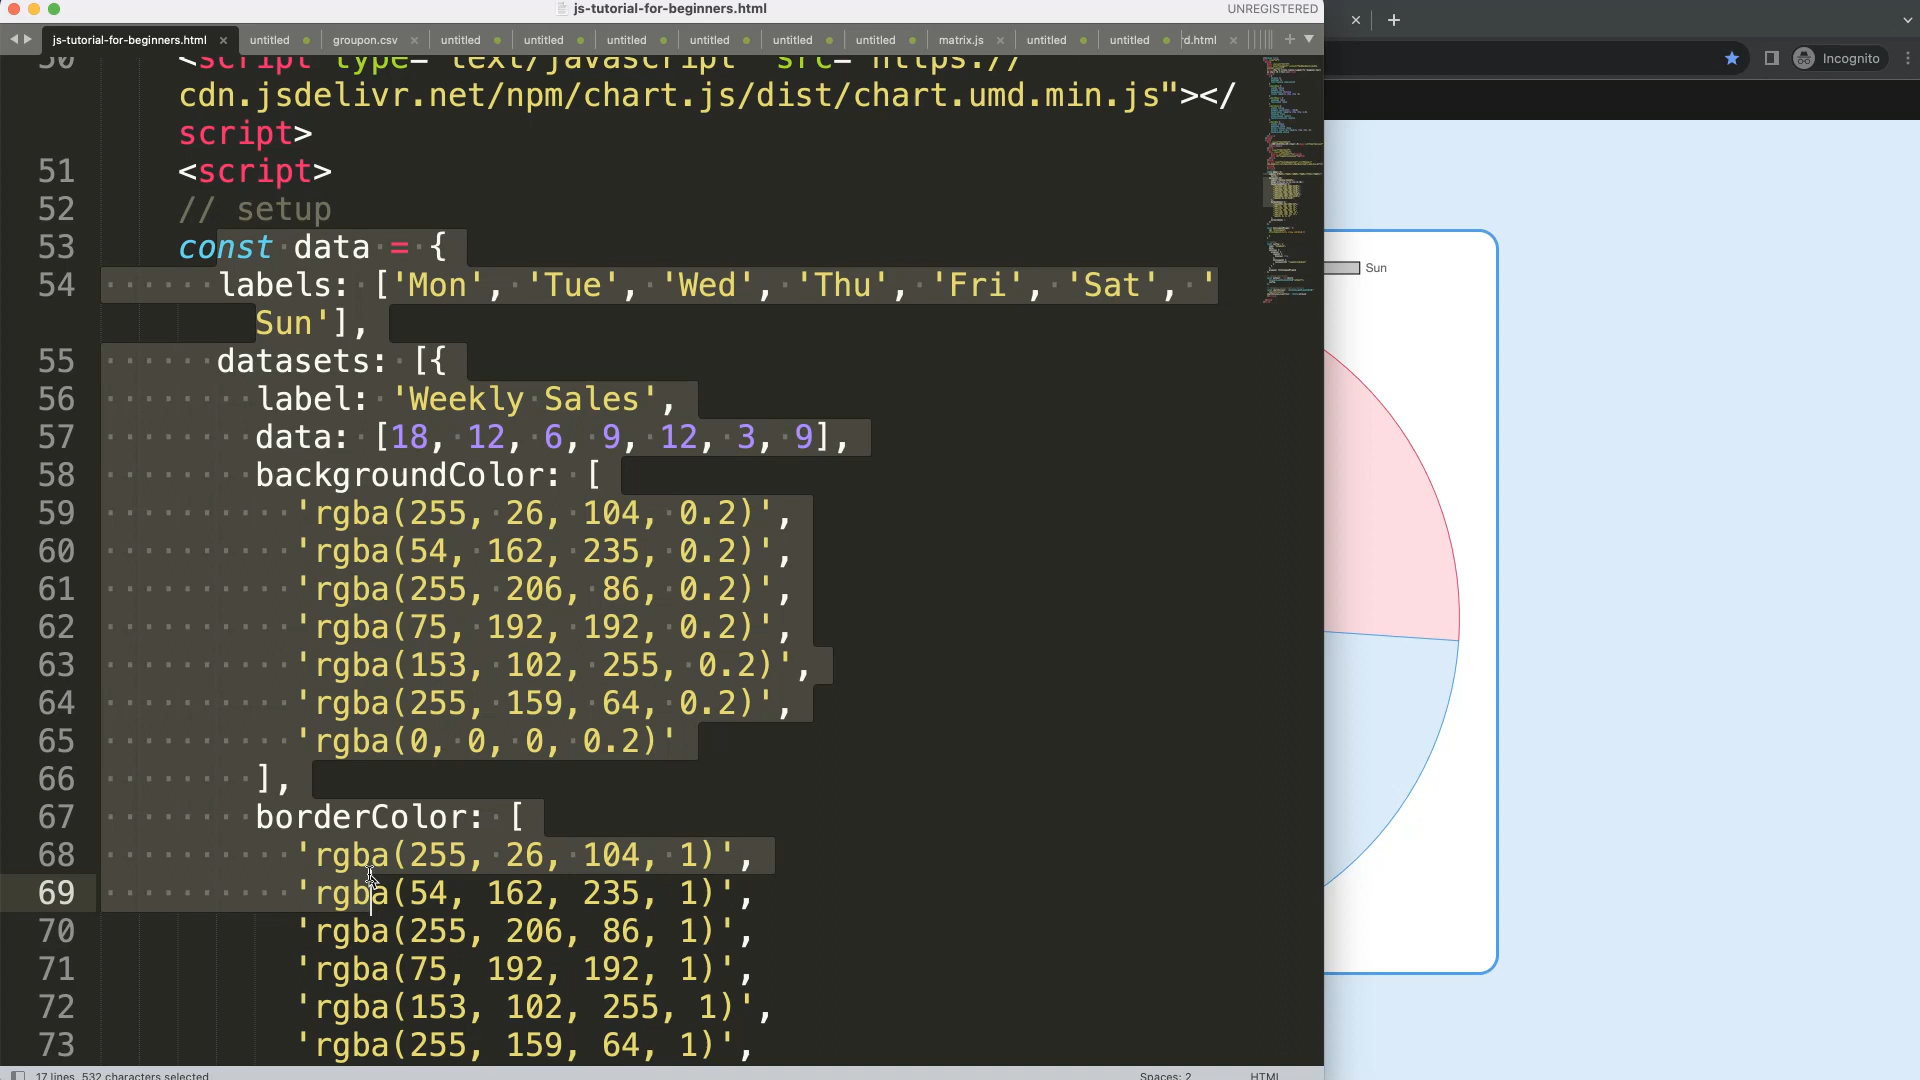 js-tutorial-for-beginners.html
UNREGISTERED
js-tutorial-for-beginners.html
untitled
groupon.csv
untitled
untitled
untitled
untitled
untitled
untitled
matrix.js
untitled
untitled
d.html
Incognito
50 <script type="text/javascript" src="https://
cdn.jsdelivr.net/npm/chart.js/dist/chart.umd.min.js"></
script>
51 <script>
52 // setup
53 const data = {
54 labels: ['Mon', 'Tue', 'Wed', 'Thu', 'Fri', 'Sat', '
Sun'],
55 datasets: [{
56 label: 'Weekly Sales',
57 data: [18, 12, 6, 9, 12, 3, 9],
58 backgroundColor: [
59 'rgba(255, 26, 104, 0.2)',
60 'rgba(54, 162, 235, 0.2)',
61 'rgba(255, 206, 86, 0.2)',
62 'rgba(75, 192, 192, 0.2)',
63 'rgba(153, 102, 255, 0.2)',
64 'rgba(255, 159, 64, 0.2)',
65 'rgba(0, 0, 0, 0.2)'
66 ],
67 borderColor: [
68 'rgba(255, 26, 104, 1)',
69 'rgba(54, 162, 235, 1)',
70 'rgba(255, 206, 86, 1)',
71 'rgba(75, 192, 192, 1)',
72 'rgba(153, 102, 255, 1)',
73 'rgba(255, 159, 64, 1)',
Sun
17 lines, 532 characters selected
Spaces: 2
HTML